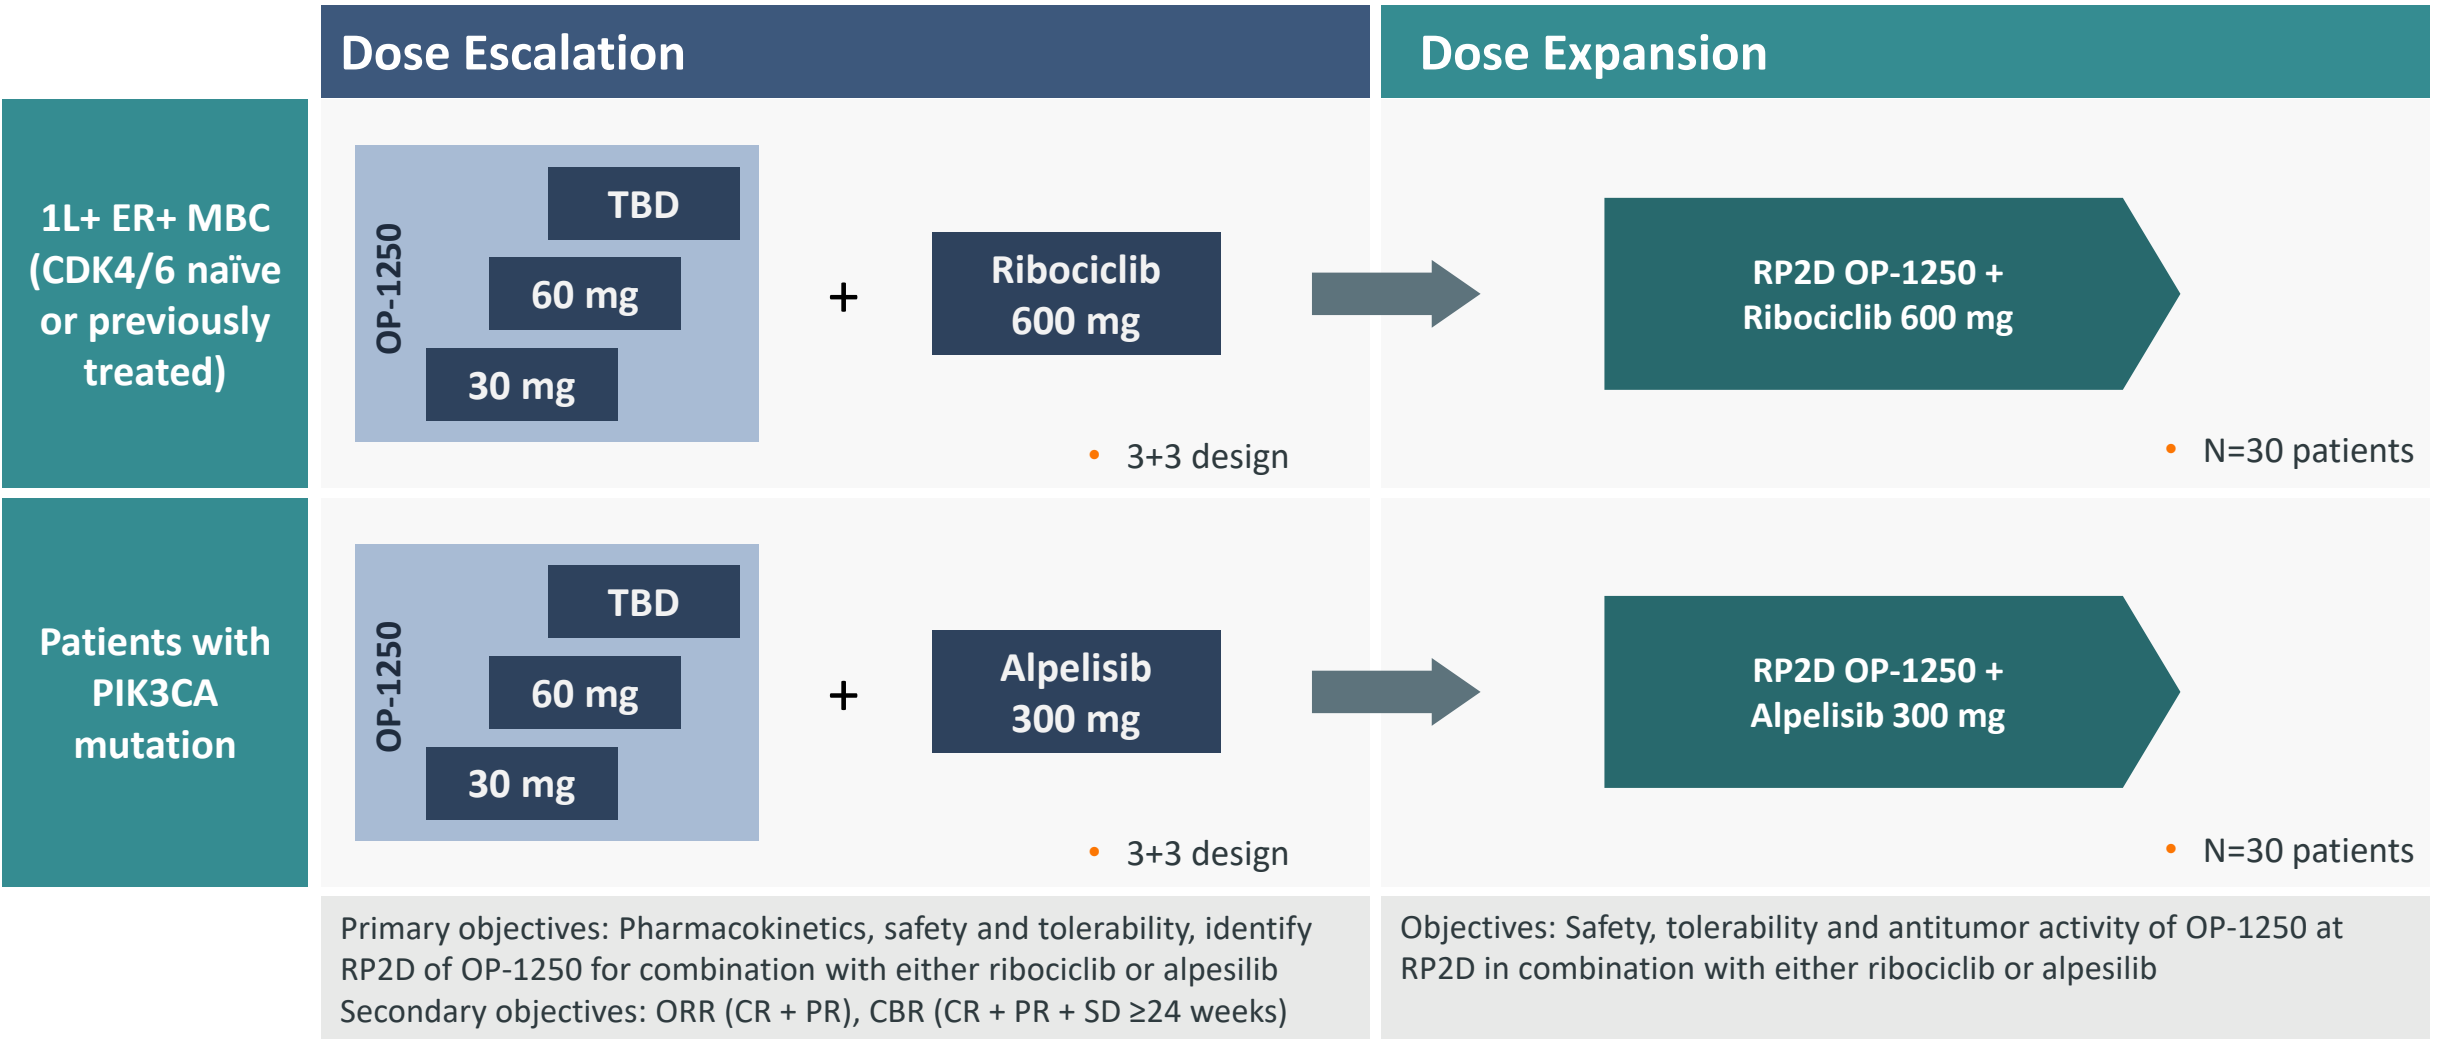 Dose Escalation
Dose Expansion
1L+ ER+ MBC
(CDK4/6 naïve
or previously
treated)
OP-1250
TBD
60 mg
30 mg
+
Ribociclib
600 mg
• 3+3 design
RP2D OP-1250 +
Ribociclib 600 mg
• N=30 patients
Patients with
PIK3CA
mutation
OP-1250
TBD
60 mg
30 mg
+
Alpelisib
300 mg
• 3+3 design
RP2D OP-1250 +
Alpelisib 300 mg
• N=30 patients
Primary objectives: Pharmacokinetics, safety and tolerability, identify
RP2D of OP-1250 for combination with either ribociclib or alpesilib
Secondary objectives: ORR (CR + PR), CBR (CR + PR + SD ≥24 weeks)
Objectives: Safety, tolerability and antitumor activity of OP-1250 at
RP2D in combination with either ribociclib or alpesilib